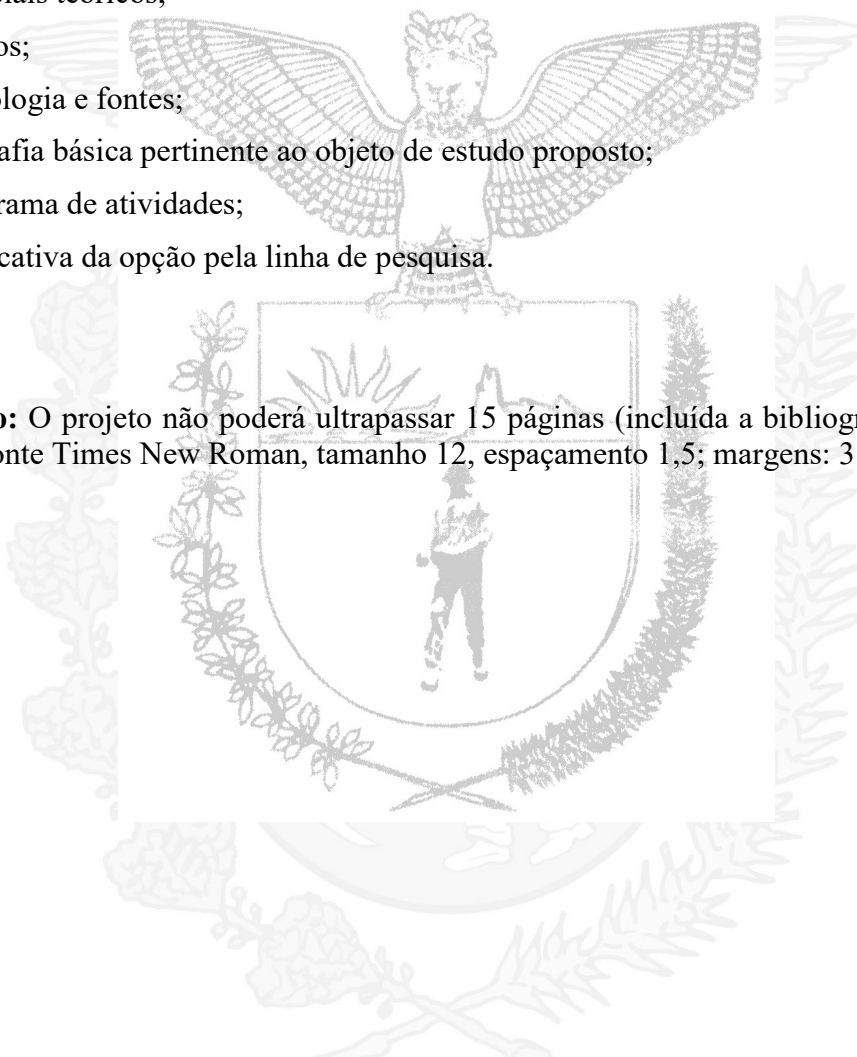 ciais teóricos;
os;
ologia e fontes;
afia básica pertinente ao objeto de estudo proposto;
rama de atividades;
cativa da opção pela linha de pesquisa.
o: O projeto não poderá ultrapassar 15 páginas (incluída a bibliogr
onte Times New Roman, tamanho 12, espaçamento 1,5; margens: 3